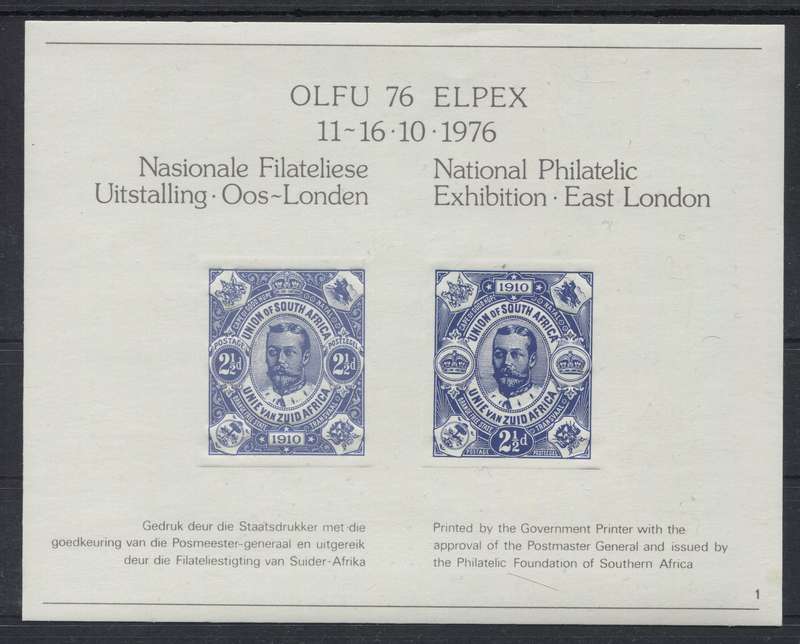 OLFU 76 ELPEX
11~16·10·1976
Nasionale Filateliese
Uitstalling·Oos~Londen
National Philatelic
Exhibition·East London
UNION OF SOUTH AFRICA
POSTAGE
2½d
2½d
UNIE VAN ZUID AFRICA
1910
1910
UNION OF SOUTH AFRICA
UNIE VAN ZUID AFRICA
POSTAGE
2½d
POSTZEGEL
Gedruk deur die Staatsdrukker met die
goedkeuring van die Posmeester-generaal en uitgereik
deur die Filateliestigting van Suider-Afrika
Printed by the Government Printer with the
approval of the Postmaster General and issued by
the Philatelic Foundation of Southern Africa
1